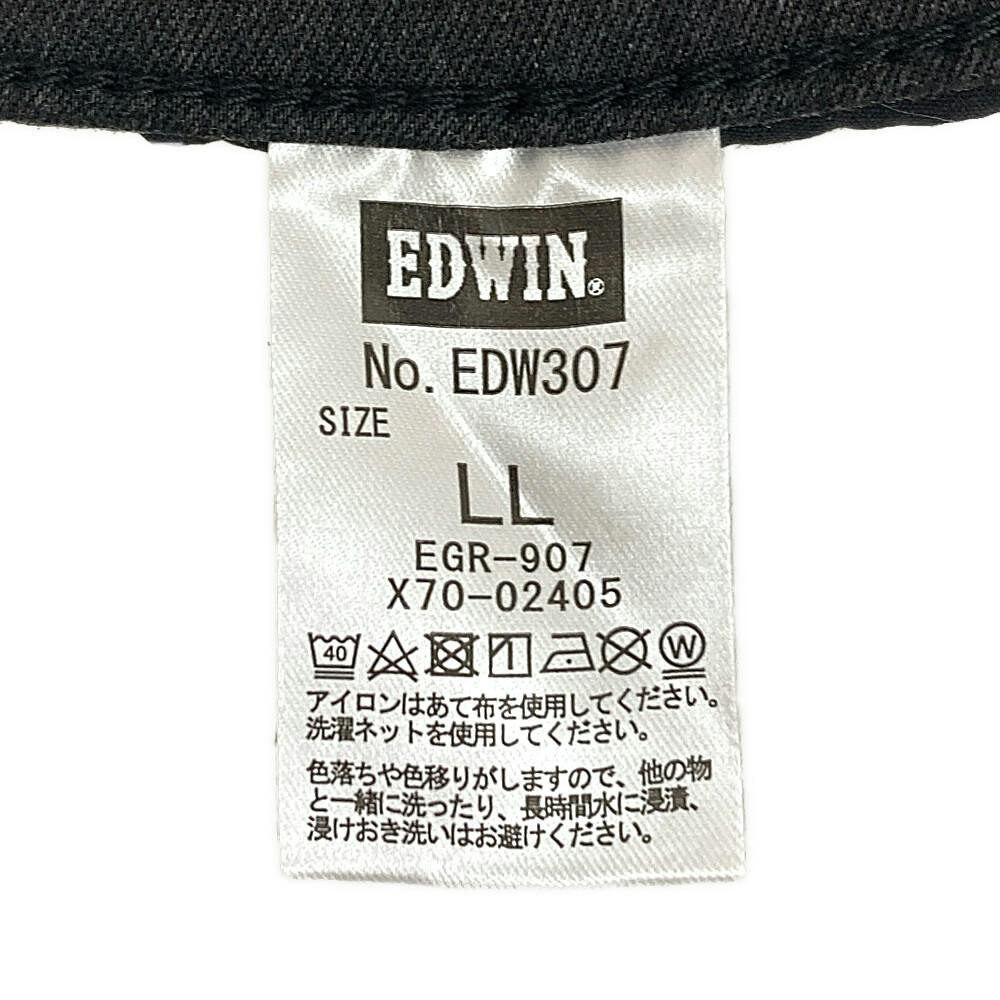 EDWIN®
No. EDW307
SIZE
LL
EGR-907
X70-02405
40 W
アイロンはあて布を使用してください。
洗濯ネットを使用してください。
色落ちや色移りがしますので、他の物
と一緒に洗ったり、長時間水に浸漬、
浸けおき洗いはお避けください。